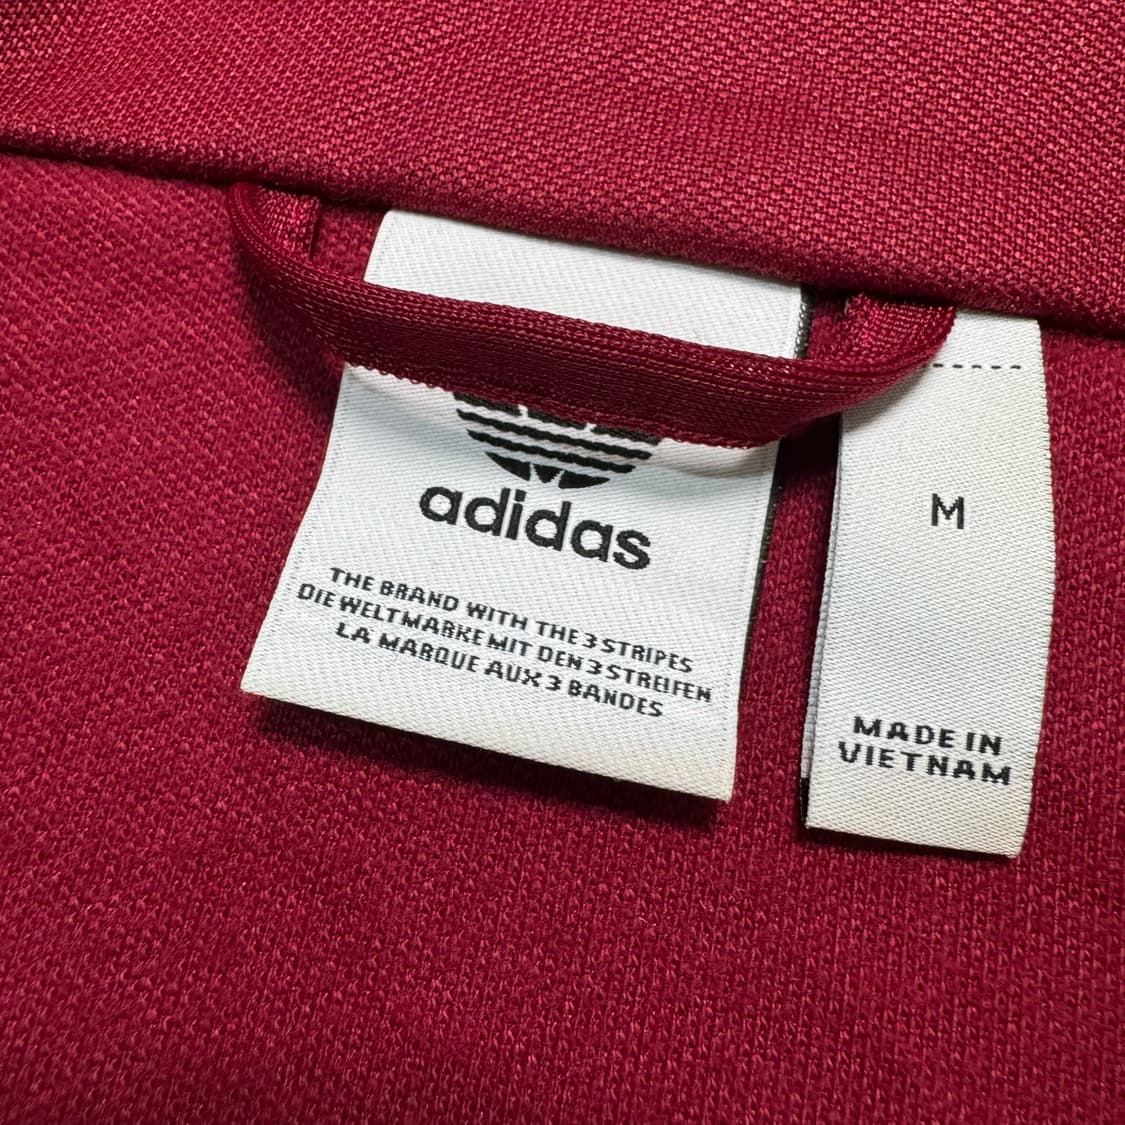 adidas
THE BRAND WITH THE 3 STRIPES
DIE WELTMARKE MIT DEN 3 STREIFEN
LA MARQUE AUX 3 BANDES
M
MADE IN
VIETNAM